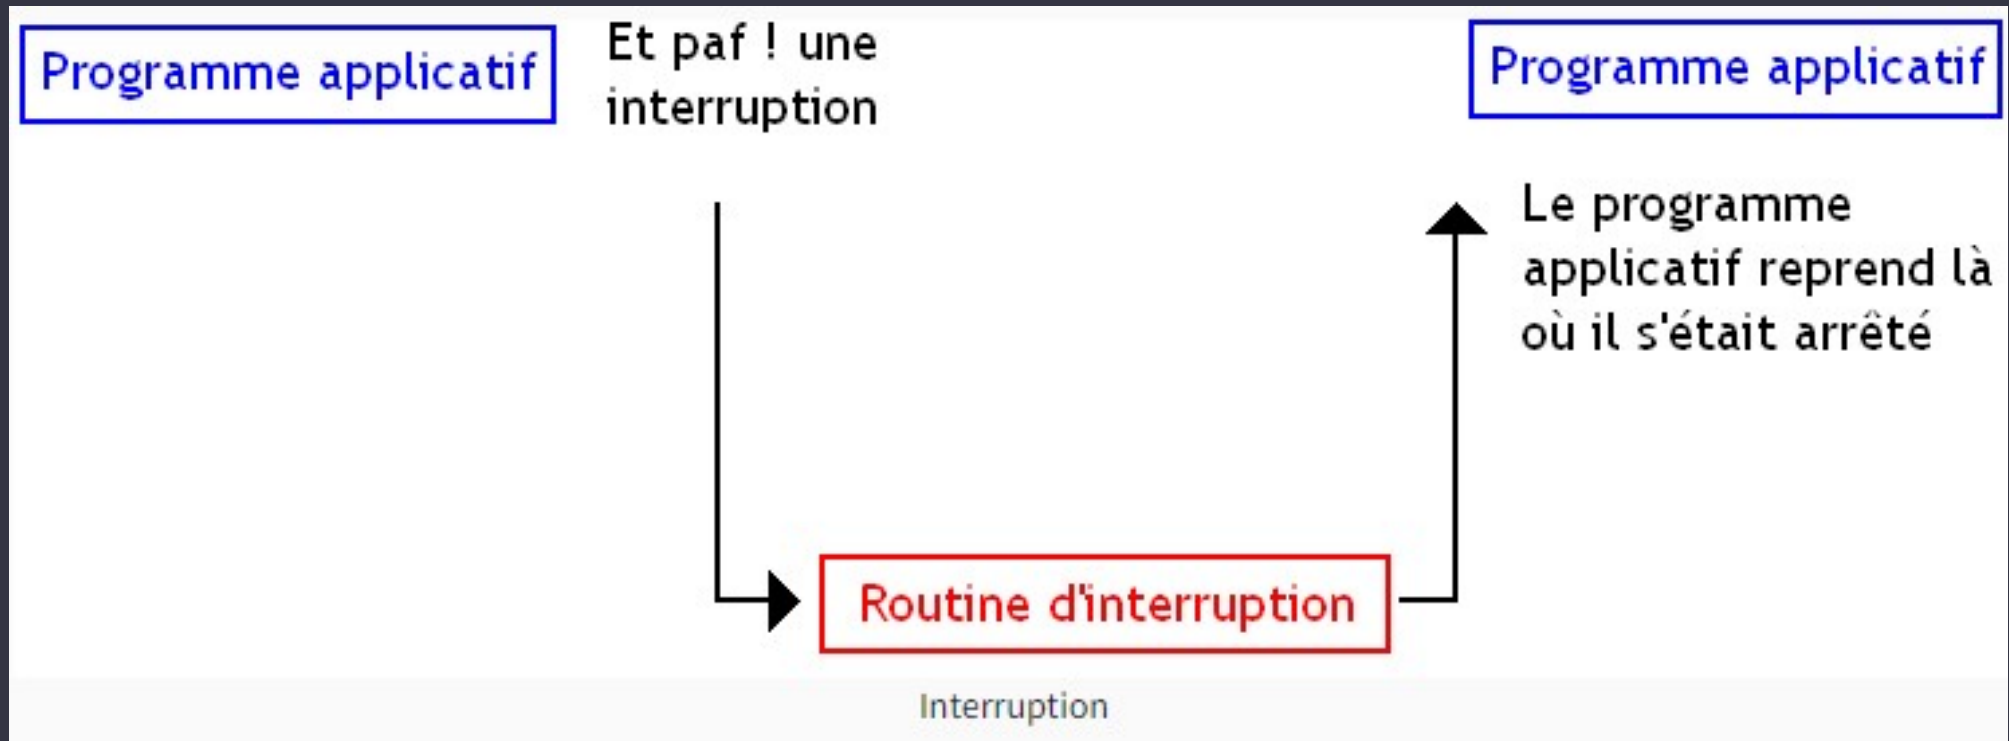 Programme applicatif
Et paf ! une
interruption
Programme applicatif
Le programme
applicatif reprend là
où il s'était arrêté
Routine d'interruption
Interruption